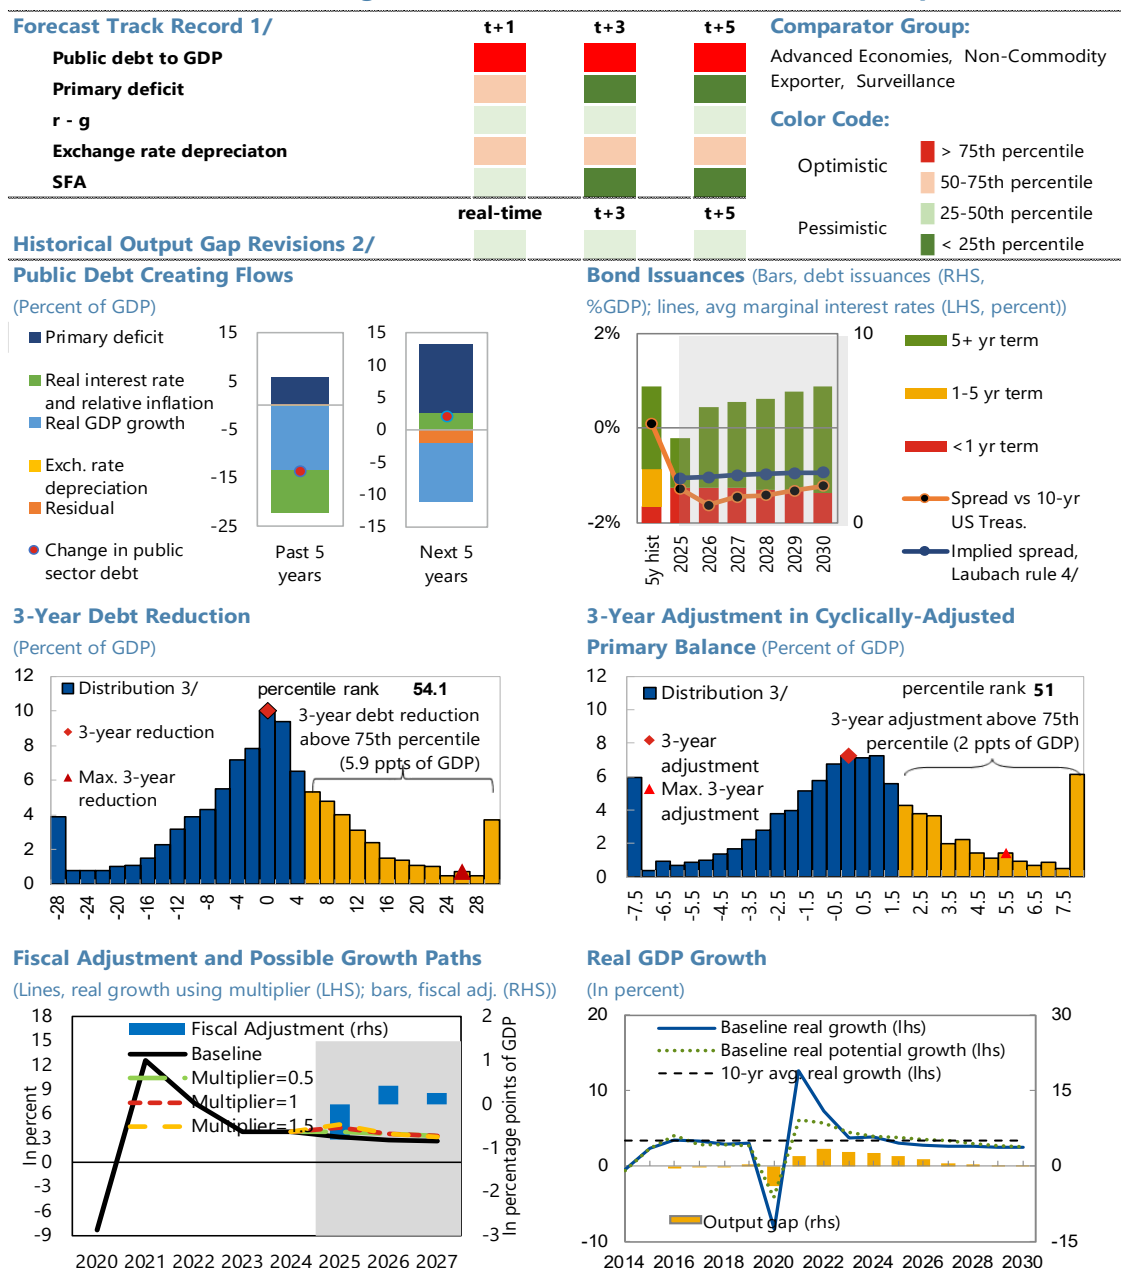 Forecast Track Record 1/ t+1 t+3 t+5 Comparator Group:
Public debt to GDP
Advanced Economies, Non-Commodity
Exporter, Surveillance
Primary deficit
r - g
Color Code:
Exchange rate depreciaton
SFA
Optimistic
> 75th percentile
50-75th percentile
Pessimistic
25-50th percentile
< 25th percentile
real-time t+3 t+5
Historical Output Gap Revisions 2/
Public Debt Creating Flows
(Percent of GDP)
Primary deficit
Real interest rate
and relative inflation
Real GDP growth
Exch. rate
depreciation
Residual
Change in public
sector debt
15
5
-5
-15
-25
Past 5
years
15
10
5
0
-5
-10
-15
Next 5
years
Bond Issuances (Bars, debt issuances (RHS,
%GDP); lines, avg marginal interest rates (LHS, percent))
2%
0%
-2%
10
0
5y hist 2025 2026 2027 2028 2029 2030
5+ yr term
1-5 yr term
<1 yr term
Spread vs 10-yr
US Treas.
Implied spread,
Laubach rule 4/
3-Year Debt Reduction
(Percent of GDP)
12
10
8
6
4
2
0
Distribution 3/
3-year reduction
Max. 3-year
reduction
percentile rank 54.1
3-year debt reduction
above 75th percentile
(5.9 ppts of GDP)
-28 -24 -20 -16 -12 -8 -4 0 4 8 12 16 20 24 28
3-Year Adjustment in Cyclically-Adjusted
Primary Balance (Percent of GDP)
12
10
8
6
4
2
0
Distribution 3/
3-year
adjustment
Max. 3-year
adjustment
percentile rank 51
3-year adjustment above 75th
percentile (2 ppts of GDP)
-7.5 -6.5 -5.5 -4.5 -3.5 -2.5 -1.5 -0.5 0.5 1.5 2.5 3.5 4.5 5.5 6.5 7.5
Fiscal Adjustment and Possible Growth Paths
(Lines, real growth using multiplier (LHS); bars, fiscal adj. (RHS))
In percent
18
15
12
9
6
3
0
-3
-6
-9
Fiscal Adjustment (rhs)
Baseline
Multiplier=0.5
Multiplier=1
Multiplier=1.5
2
1
0
-1
-2
-3
In percentage points of GDP
2020 2021 2022 2023 2024 2025 2026 2027
Real GDP Growth
(In percent)
20
10
0
-10
Baseline real growth (lhs)
Baseline real potential growth (lhs)
10-yr avg. real growth (lhs)
Output gap (rhs)
30
15
0
-15
2014 2016 2018 2020 2022 2024 2026 2028 2030